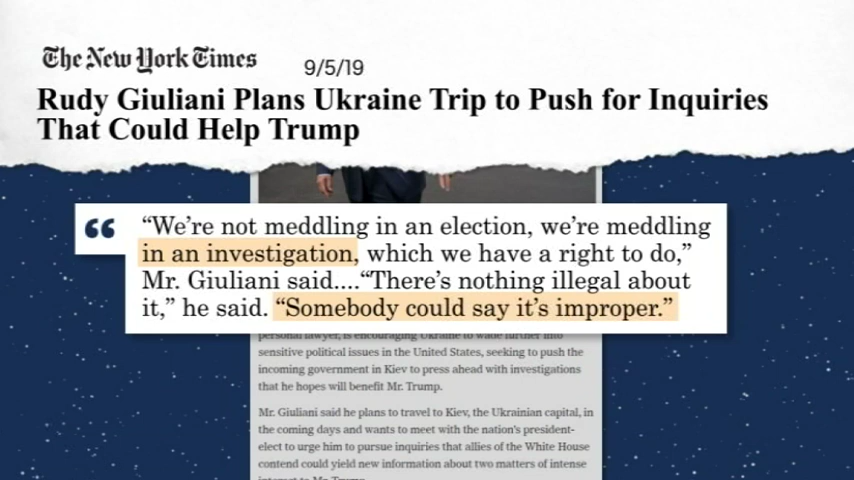 The New York Times
9/5/19
Rudy Giuliani Plans Ukraine Trip to Push for Inquiries
That Could Help Trump
“We’re not meddling in an election, we’re meddling
in an investigation, which we have a right to do,”
Mr. Giuliani said....“There’s nothing illegal about
it,” he said. “Somebody could say it’s improper.”
personal lawyer, is encouraging Ukraine to wade further into
sensitive political issues in the United States, seeking to push the
incoming government in Kiev to press ahead with investigations
that he hopes will benefit Mr. Trump.
Mr. Giuliani said he plans to travel to Kiev, the Ukrainian capital, in
the coming days and wants to meet with the nation’s president-
elect to urge him to pursue inquiries that allies of the White House
contend could yield new information about two matters of intense
interest to Mr. Trump.